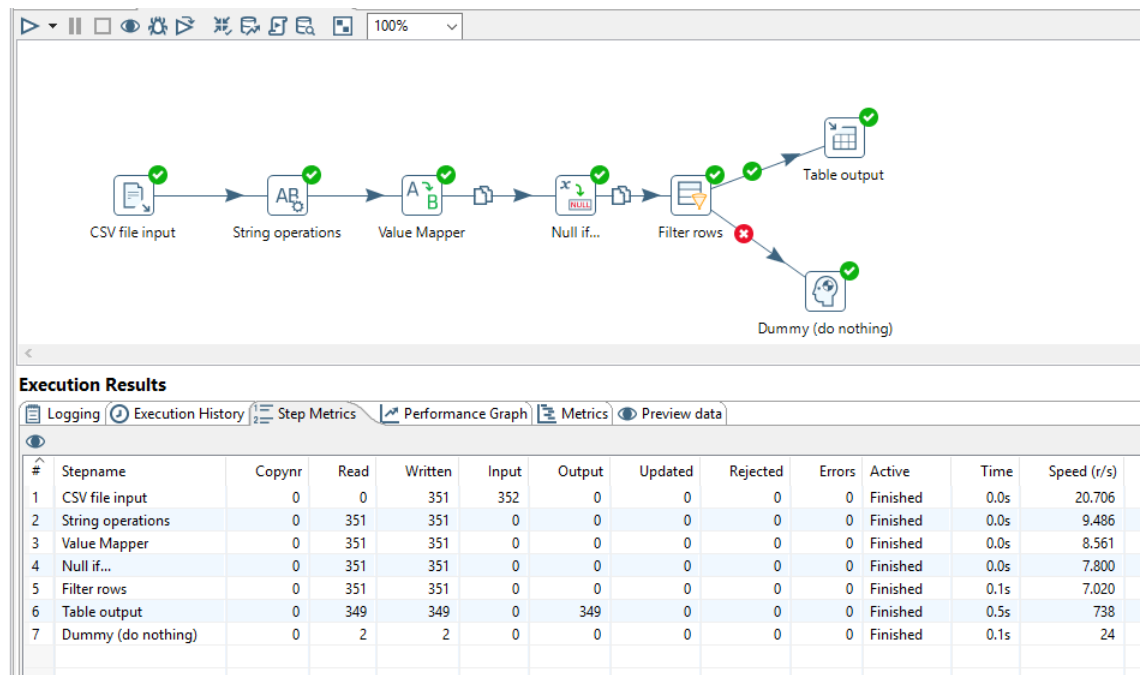 100%
AB
A
B
x
NULL
Table output
CSV file input
String operations
Value Mapper
Null if...
Filter rows
Dummy (do nothing)
<
Execution Results
Logging Execution History Step Metrics Performance Graph Metrics Preview data
# Stepname Copynr Read Written Input Output Updated Rejected Errors Active Time Speed (r/s)
1 CSV file input 0 0 351 352 0 0 0 0 Finished 0.0s 20.706
2 String operations 0 351 351 0 0 0 0 0 Finished 0.0s 9.486
3 Value Mapper 0 351 351 0 0 0 0 0 Finished 0.0s 8.561
4 Null if... 0 351 351 0 0 0 0 0 Finished 0.0s 7.800
5 Filter rows 0 351 351 0 0 0 0 0 Finished 0.1s 7.020
6 Table output 0 349 349 0 349 0 0 0 Finished 0.5s 738
7 Dummy (do nothing) 0 2 2 0 0 0 0 0 Finished 0.1s 24